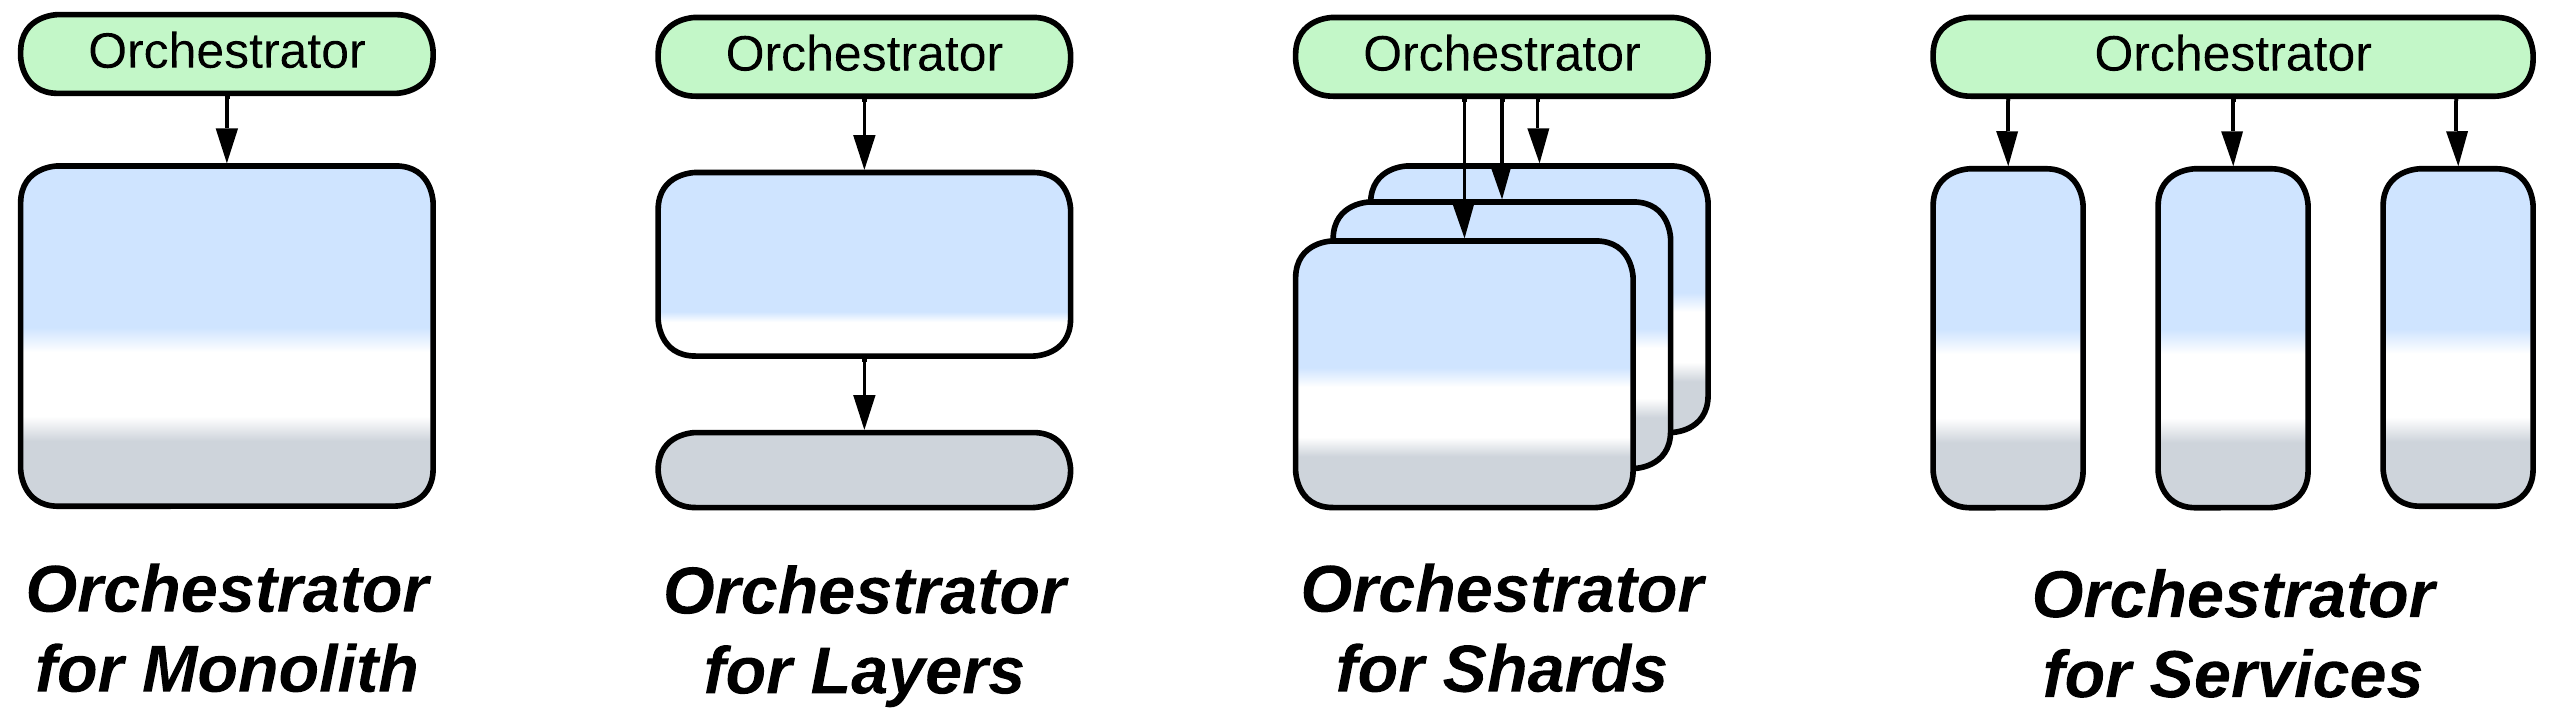 Orchestrator
Orchestrator
Orchestrator
Orchestrator
Orchestrator
for Monolith
Orchestrator
for Layers
Orchestrator
for Shards
Orchestrator
for Services